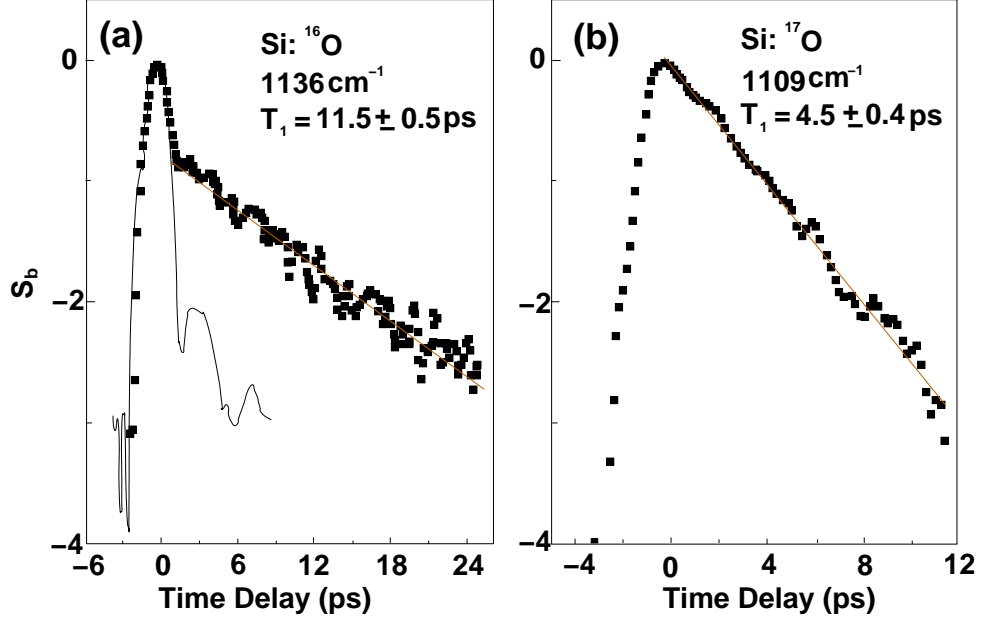 (a)
Si: ¹⁶O
1136 cm⁻¹
T₁ = 11.5 ± 0.5 ps
(b)
Si: ¹⁷O
1109 cm⁻¹
T₁ = 4.5 ± 0.4 ps
S_b
0
−2
−4
−6 0 6 12 18 24
Time Delay (ps)
0
−2
−4
−4 0 4 8 12
Time Delay (ps)